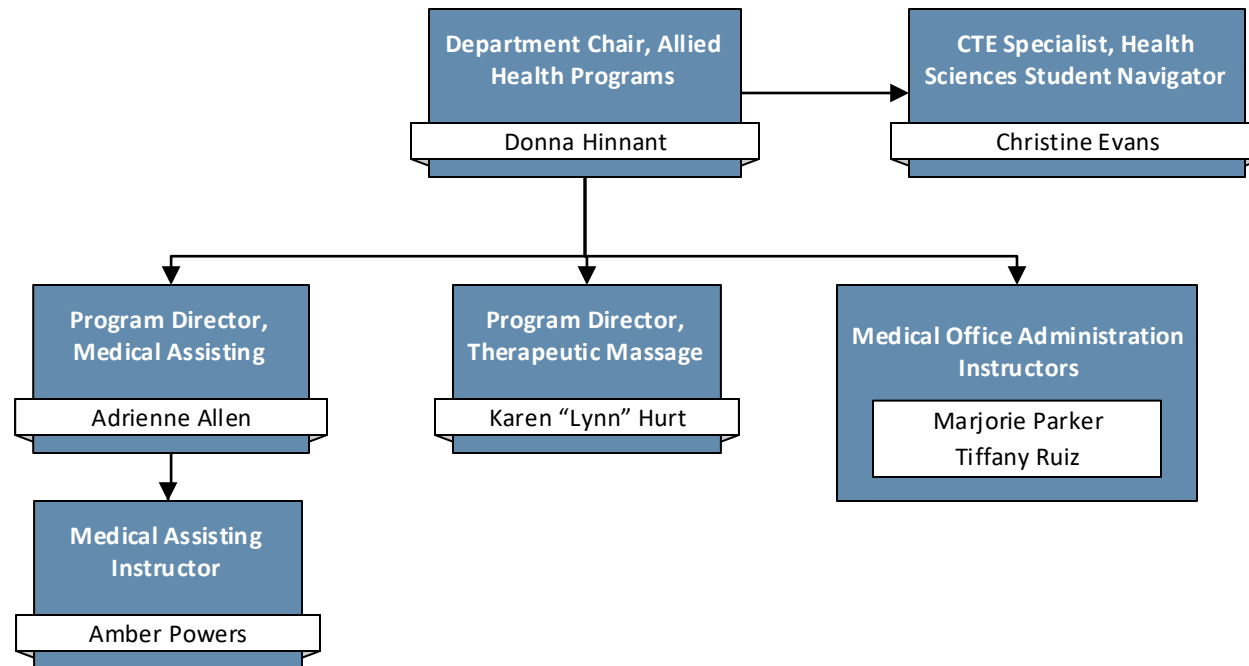 Department Chair, Allied
Health Programs
Donna Hinnant
CTE Specialist, Health
Sciences Student Navigator
Christine Evans
Program Director,
Medical Assisting
Adrienne Allen
Program Director,
Therapeutic Massage
Karen “Lynn” Hurt
Medical Office Administration
Instructors
Marjorie Parker
Tiffany Ruiz
Medical Assisting
Instructor
Amber Powers